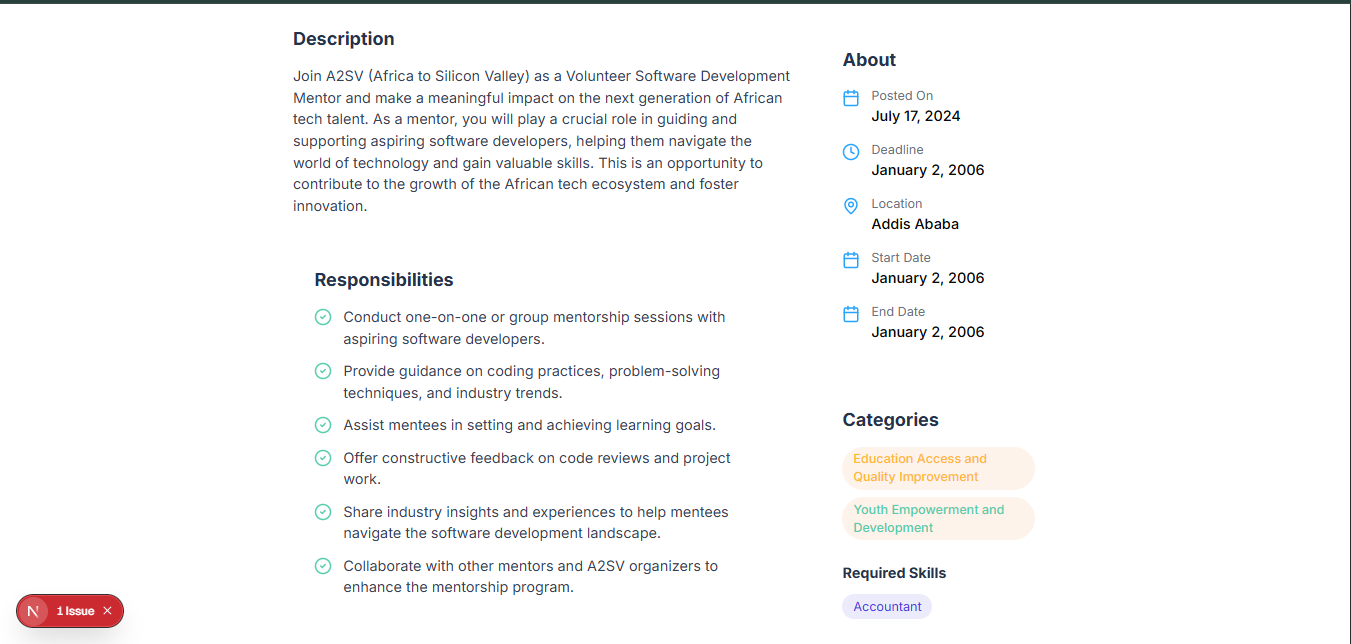 Description
Join A2SV (Africa to Silicon Valley) as a Volunteer Software Development
Mentor and make a meaningful impact on the next generation of African
tech talent. As a mentor, you will play a crucial role in guiding and
supporting aspiring software developers, helping them navigate the
world of technology and gain valuable skills. This is an opportunity to
contribute to the growth of the African tech ecosystem and foster
innovation.
Responsibilities
Conduct one-on-one or group mentorship sessions with
aspiring software developers.
Provide guidance on coding practices, problem-solving
techniques, and industry trends.
Assist mentees in setting and achieving learning goals.
Offer constructive feedback on code reviews and project
work.
Share industry insights and experiences to help mentees
navigate the software development landscape.
Collaborate with other mentors and A2SV organizers to
enhance the mentorship program.
About
Posted On
July 17, 2024
Deadline
January 2, 2006
Location
Addis Ababa
Start Date
January 2, 2006
End Date
January 2, 2006
Categories
Education Access and
Quality Improvement
Youth Empowerment and
Development
Required Skills
Accountant
N 1 Issue